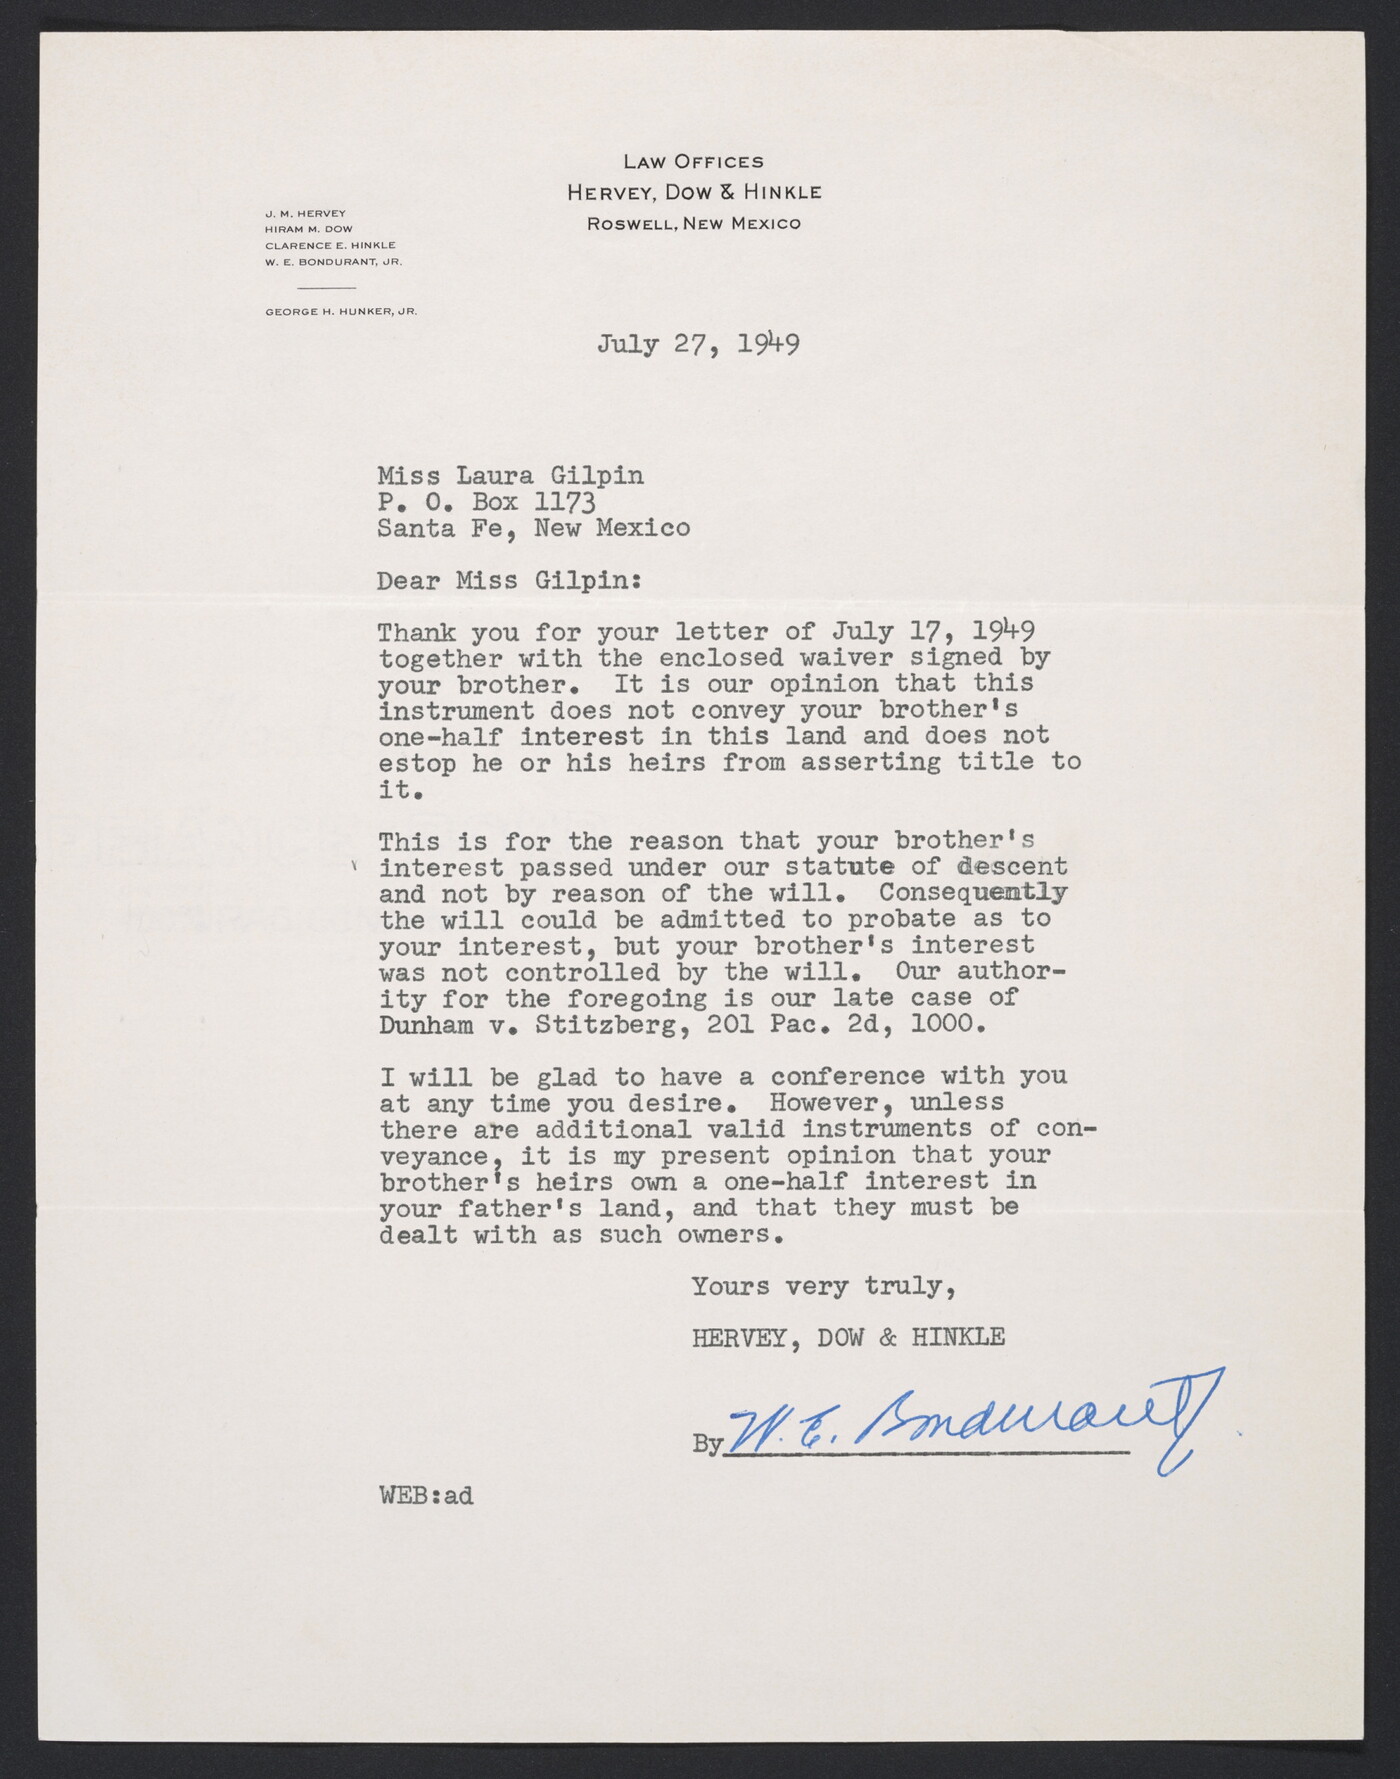 LAW OFFICES
HERVEY, DOW & HINKLE
ROSWELL, NEW MEXICO
J. M. HERVEY
HIRAM M. DOW
CLARENCE E. HINKLE
W. E. BONDURANT, JR.
GEORGE H. HUNKER, JR.
July 27, 1949
Miss Laura Gilpin
P. O. Box 1173
Santa Fe, New Mexico
Dear Miss Gilpin:
Thank you for your letter of July 17, 1949
together with the enclosed waiver signed by
your brother. It is our opinion that this
instrument does not convey your brother's
one-half interest in this land and does not
estop he or his heirs from asserting title to
it.
This is for the reason that your brother's
interest passed under our statute of descent
and not by reason of the will. Consequently
the will could be admitted to probate as to
your interest, but your brother's interest
was not controlled by the will. Our author-
ity for the foregoing is our late case of
Dunham v. Stitzberg, 201 Pac. 2d, 1000.
I will be glad to have a conference with you
at any time you desire. However, unless
there are additional valid instruments of con-
veyance, it is my present opinion that your
brother's heirs own a one-half interest in
your father's land, and that they must be
dealt with as such owners.
Yours very truly,
HERVEY, DOW & HINKLE
By W. E. Bondurant Jr
WEB:ad